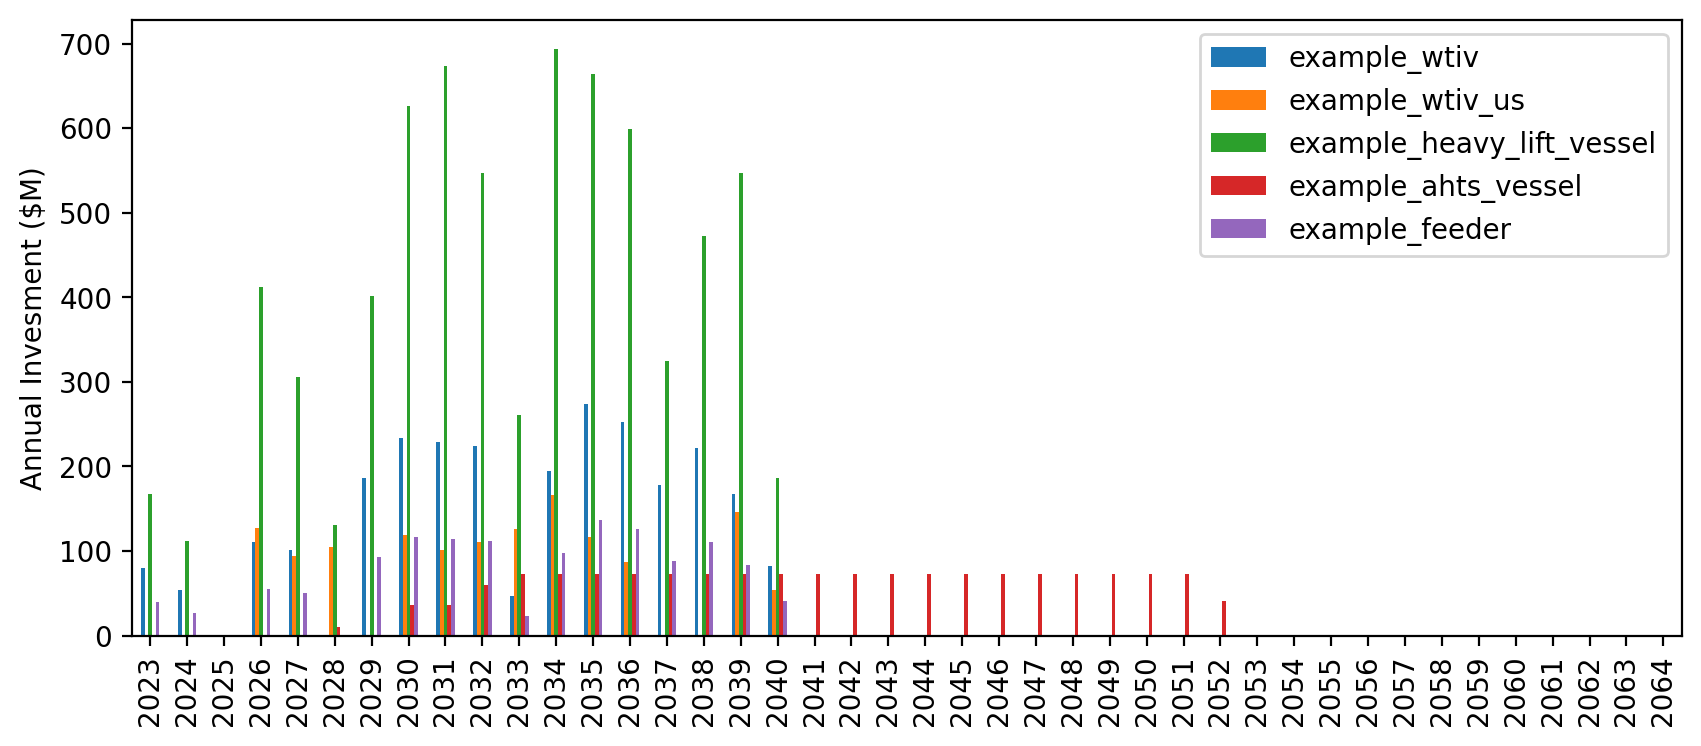 Annual Invesment ($M)
700
600
500
400
300
200
100
0
example_wtiv
example_wtiv_us
example_heavy_lift_vessel
example_ahts_vessel
example_feeder
2023 2024 2025 2026 2027 2028 2029 2030 2031 2032 2033 2034 2035 2036 2037 2038 2039 2040 2041 2042 2043 2044 2045 2046 2047 2048 2049 2050 2051 2052 2053 2054 2055 2056 2057 2058 2059 2060 2061 2062 2063 2064